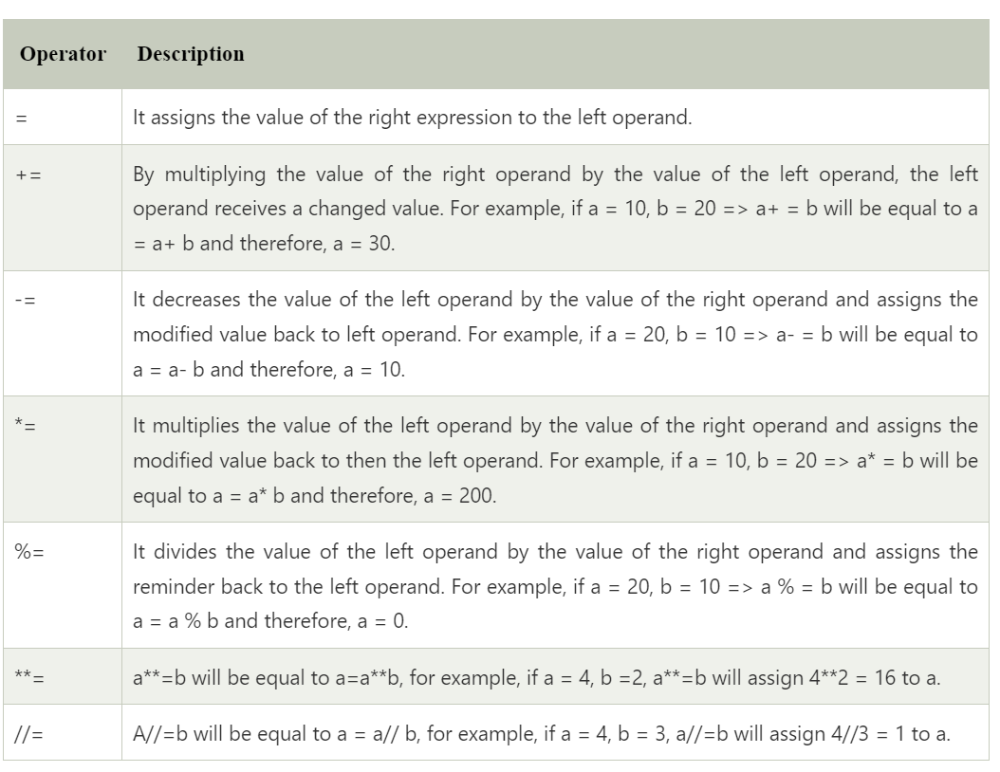 Operator Description
= It assigns the value of the right expression to the left operand.
+= By multiplying the value of the right operand by the value of the left operand, the left
operand receives a changed value. For example, if a = 10, b = 20 => a+ = b will be equal to a
= a+ b and therefore, a = 30.
-= It decreases the value of the left operand by the value of the right operand and assigns the
modified value back to left operand. For example, if a = 20, b = 10 => a- = b will be equal to
a = a- b and therefore, a = 10.
*= It multiplies the value of the left operand by the value of the right operand and assigns the
modified value back to then the left operand. For example, if a = 10, b = 20 => a* = b will be
equal to a = a* b and therefore, a = 200.
%= It divides the value of the left operand by the value of the right operand and assigns the
reminder back to the left operand. For example, if a = 20, b = 10 => a % = b will be equal to
a = a % b and therefore, a = 0.
**= a**=b will be equal to a=a**b, for example, if a = 4, b =2, a**=b will assign 4**2 = 16 to a.
//= A//=b will be equal to a = a// b, for example, if a = 4, b = 3, a//=b will assign 4//3 = 1 to a.